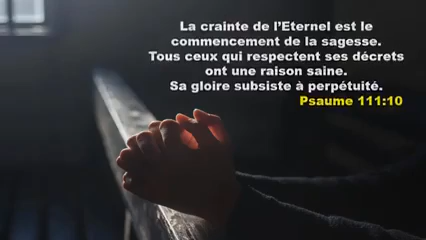 La crainte de l'Eternel est le
commencement de la sagesse.
Tous ceux qui respectent ses décrets
ont une raison saine.
Sa gloire subsiste à perpétuité.
Psaume 111:10